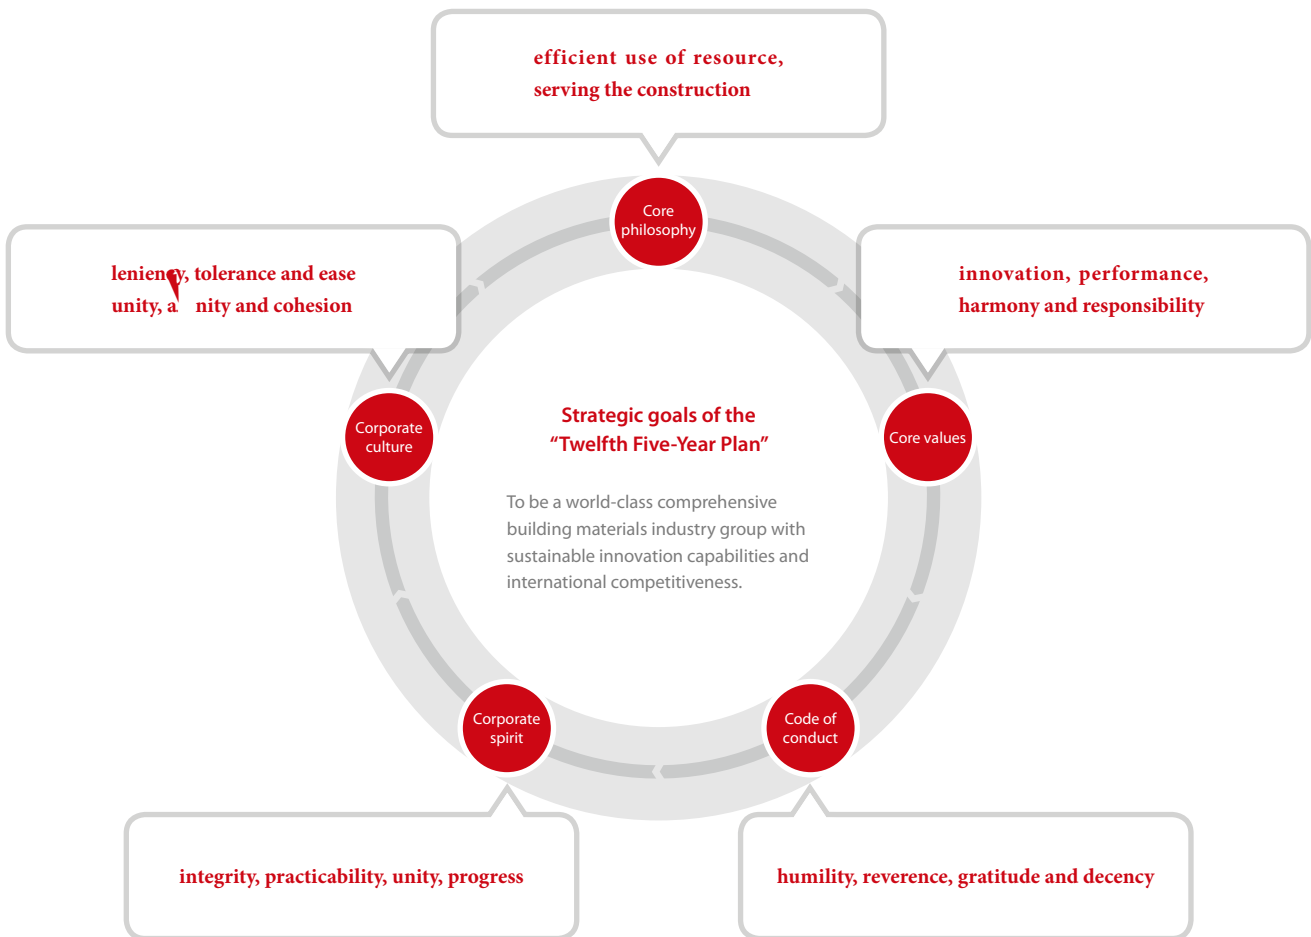 efficient use of resource,
serving the construction
Core
philosophy
leniency, tolerance and ease
unity, a nity and cohesion
innovation, performance,
harmony and responsibility
Corporate
culture
Strategic goals of the
“Twelfth Five-Year Plan”
Core values
To be a world-class comprehensive
building materials industry group with
sustainable innovation capabilities and
international competitiveness.
Corporate
spirit
Code of
conduct
integrity, practicability, unity, progress
humility, reverence, gratitude and decency